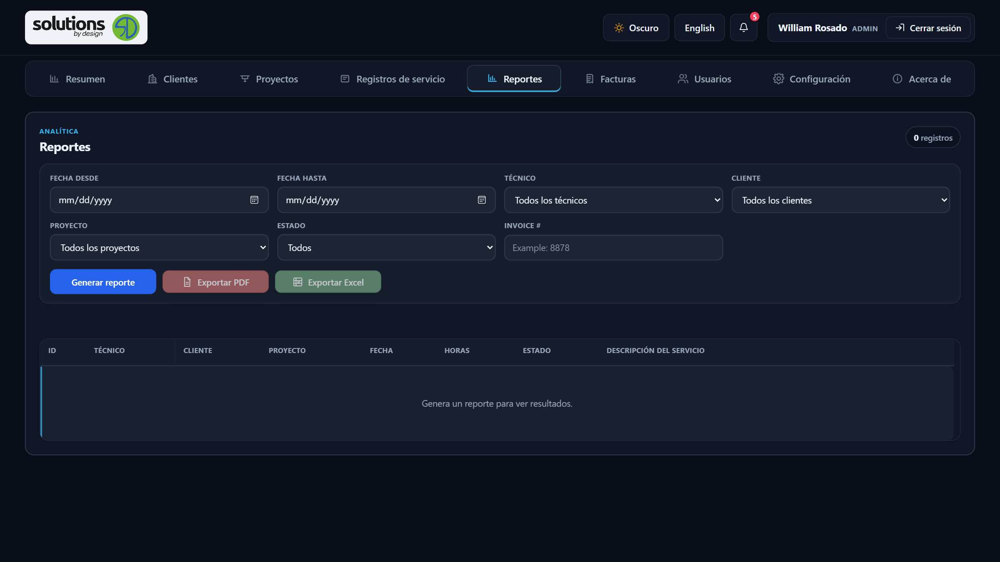 solutions
by design
Oscuro
English
5
William Rosado ADMIN
Cerrar sesión
Resumen
Clientes
Proyectos
Registros de servicio
Reportes
Facturas
Usuarios
Configuración
Acerca de
ANALÍTICA
Reportes
0 registros
FECHA DESDE
FECHA HASTA
TÉCNICO
CLIENTE
mm/dd/yyyy
mm/dd/yyyy
Todos los técnicos
Todos los clientes
PROYECTO
ESTADO
INVOICE #
Todos los proyectos
Todos
Example: 8878
Generar reporte
Exportar PDF
Exportar Excel
ID
TÉCNICO
CLIENTE
PROYECTO
FECHA
HORAS
ESTADO
DESCRIPCIÓN DEL SERVICIO
Genera un reporte para ver resultados.